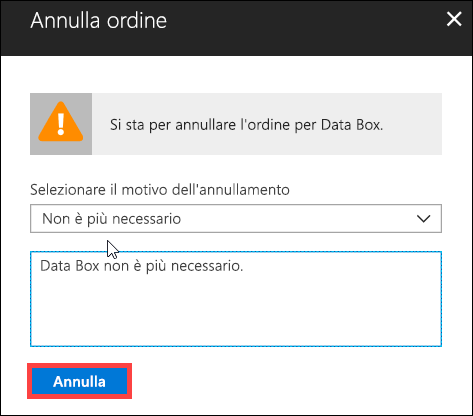 Annulla ordine
Si sta per annullare l'ordine per Data Box.
Selezionare il motivo dell'annullamento
Non è più necessario
Data Box non è più necessario.
Annulla